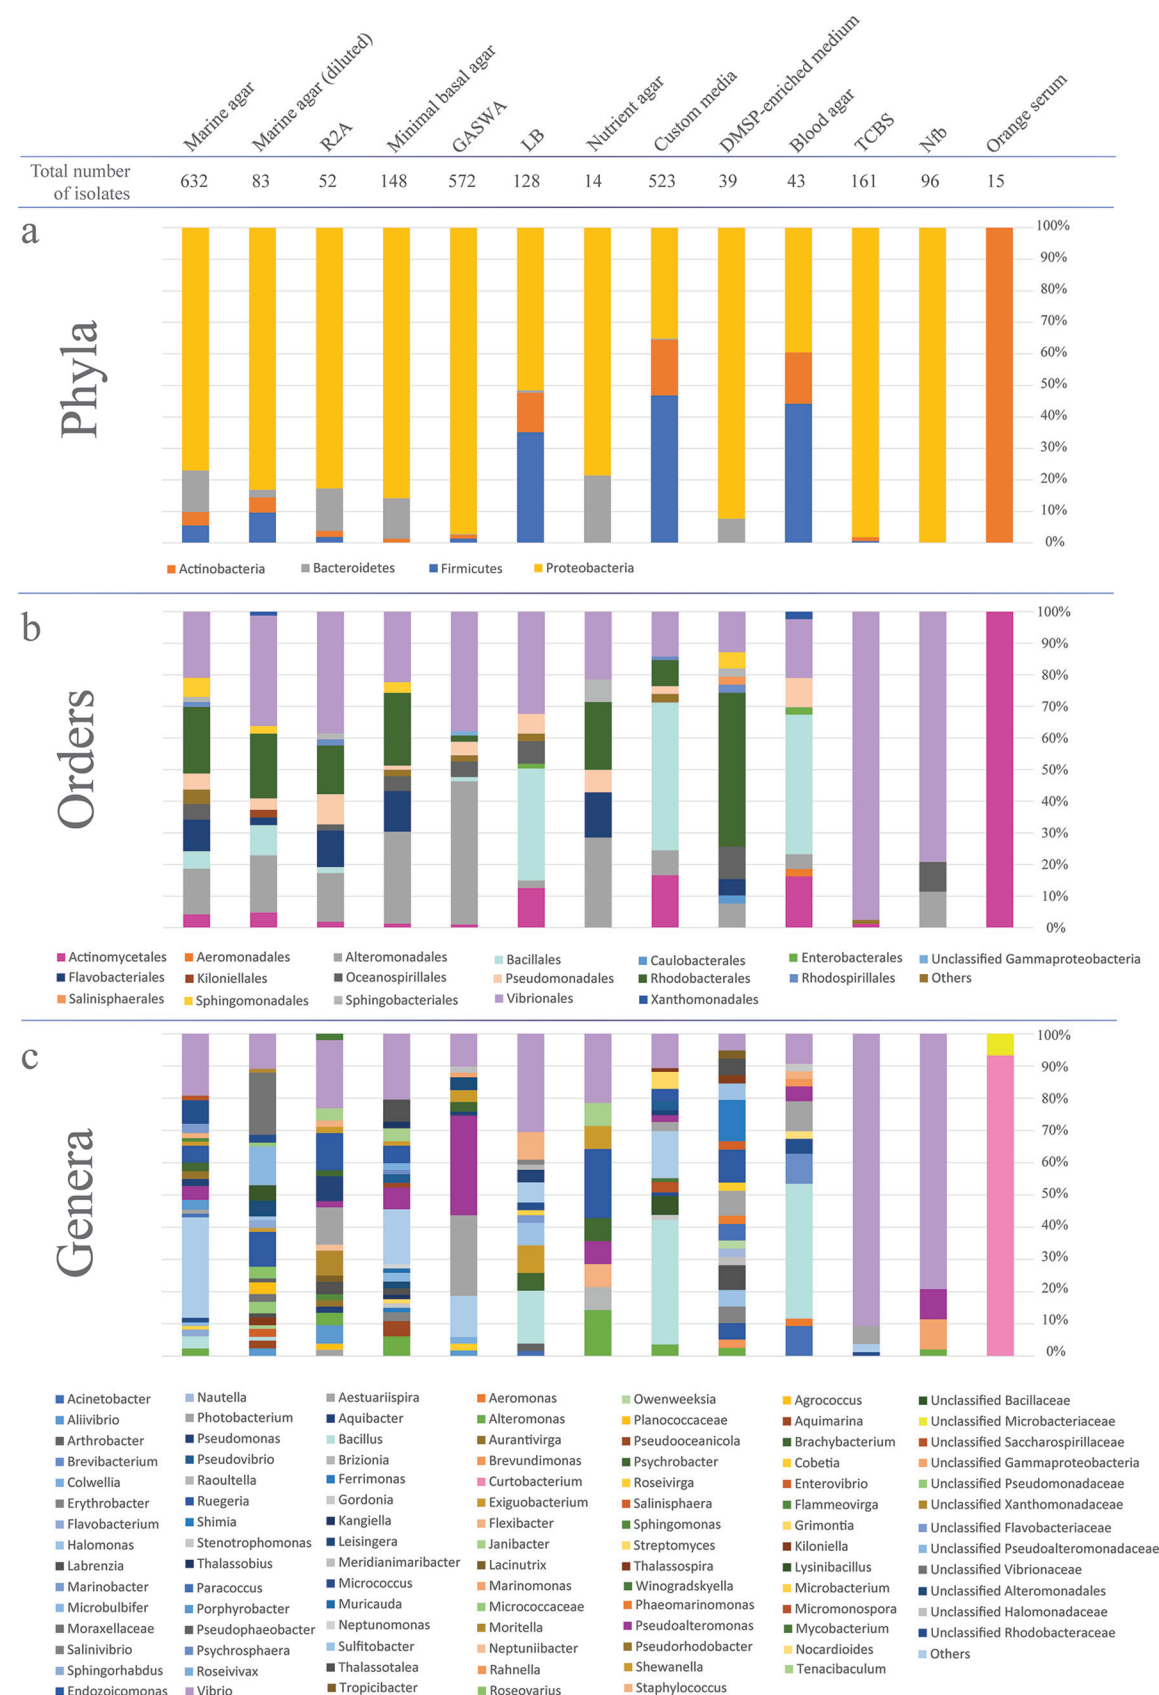 Marine agar
Marine agar (diluted)
R2A
Minimal basal agar
GASWA
LB
Nutrient agar
Custom media
DMSP-enriched medium
Blood agar
TCBS
Nfb
Orange serum
Total number of isolates
632 83 52 148 572 128 14 523 39 43 161 96 15
a
Phyla
100%
90%
80%
70%
60%
50%
40%
30%
20%
10%
0%
Actinobacteria Bacteroidetes Firmicutes Proteobacteria
b
Orders
100%
90%
80%
70%
60%
50%
40%
30%
20%
10%
0%
Actinomycetales Aeromonadales Alteromonadales Bacillales Caulobacterales Enterobacterales Unclassified Gammaproteobacteria
Flavobacteriales Kiloniellales Oceanospirillales Pseudomonadales Rhodobacterales Rhodospirillales Others
Salinisphaerales Sphingomonadales Sphingobacteriales Vibrionales Xanthomonadales
c
Genera
100%
90%
80%
70%
60%
50%
40%
30%
20%
10%
0%
Acinetobacter
Aliivibrio
Arthrobacter
Brevibacterium
Colwellia
Erythrobacter
Flavobacterium
Halomonas
Labrenzia
Marinobacter
Microbulbifer
Moraxellaceae
Salinivibrio
Sphingorhabdus
Endozoicomonas
Nautella
Photobacterium
Pseudomonas
Pseudovibrio
Raoultella
Ruegeria
Shimia
Stenotrophomonas
Thalassobius
Paracoccus
Porphyrobacter
Pseudophaeobacter
Psychrosphaera
Roseivivax
Vibrio
Aestuariispira
Aquibacter
Bacillus
Brizionia
Ferrimonas
Gordonia
Kangiella
Leisingera
Meridianimaribacter
Micrococcus
Muricauda
Neptunomonas
Sulfitobacter
Thalassotalea
Tropicibacter
Aeromonas
Alteromonas
Aurantivirga
Brevundimonas
Curtobacterium
Exiguobacterium
Flexibacter
Janibacter
Lacinutrix
Marinomonas
Micrococcaceae
Moritella
Neptuniibacter
Rahnella
Roseovarius
Owenweeksia
Planococcaceae
Pseudooceanicola
Psychrobacter
Roseivirga
Salinisphaera
Sphingomonas
Streptomyces
Thalassospira
Winogradskyella
Phaeomarinomonas
Pseudoalteromonas
Pseudorhodobacter
Shewanella
Staphylococcus
Agrococcus
Aquimarina
Brachybacterium
Cobetia
Enterovibrio
Flammeovirga
Grimontia
Kiloniella
Lysinibacillus
Microbacterium
Micromonospora
Mycobacterium
Nocardioides
Tenacibaculum
Unclassified Bacillaceae
Unclassified Microbacteriaceae
Unclassified Saccharospirillaceae
Unclassified Gammaproteobacteria
Unclassified Pseudomonadaceae
Unclassified Xanthomonadaceae
Unclassified Flavobacteriaceae
Unclassified Pseudoalteromonadaceae
Unclassified Vibrionaceae
Unclassified Alteromonadales
Unclassified Halomonadaceae
Unclassified Rhodobacteraceae
Others